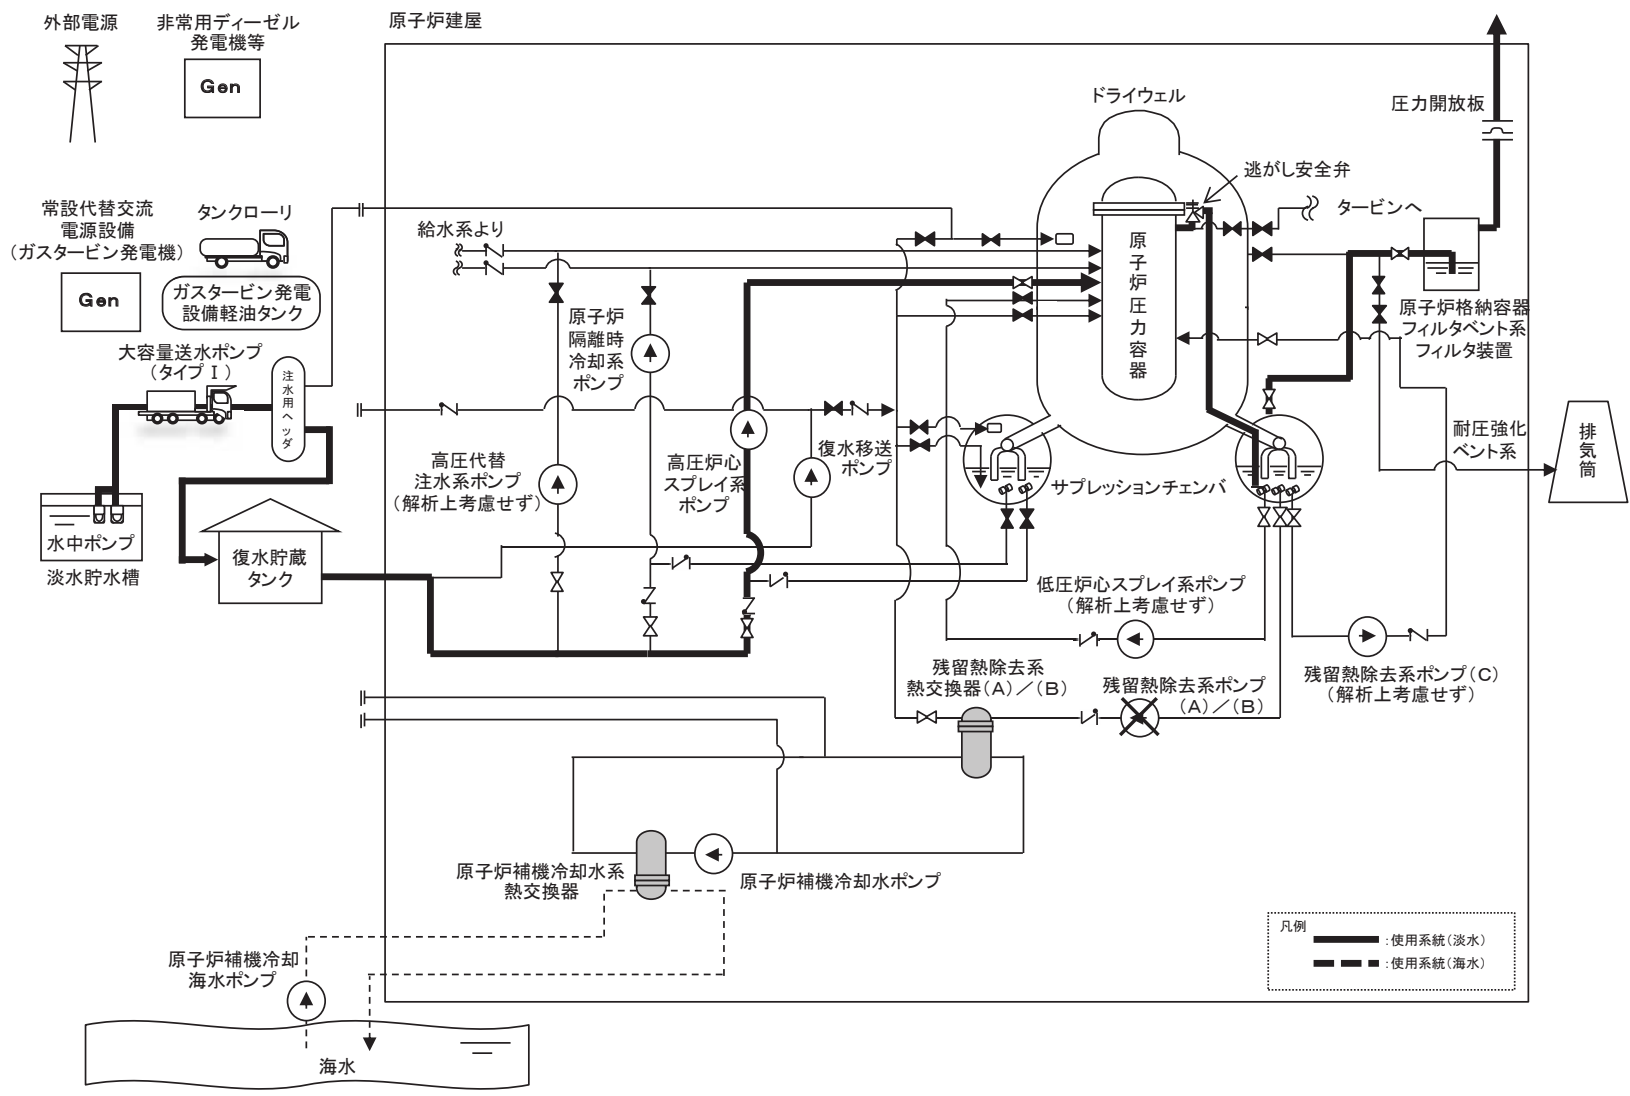 外部電源
非常用ディーゼル
発電機等
Gen
原子炉建屋
常設代替交流
電源設備
(ガスタービン発電機)
Gen
タンクローリ
ガスタービン発電
設備軽油タンク
大容量送水ポンプ
(タイプⅠ)
注水用ヘッダ
水中ポンプ
淡水貯水槽
復水貯蔵
タンク
給水系より
原子炉
隔離時
冷却系
ポンプ
高圧代替
注水系ポンプ
(解析上考慮せず)
高圧炉心
スプレイ系
ポンプ
復水移送
ポンプ
ドライウェル
原子炉圧力容器
逃がし安全弁
タービンへ
圧力開放板
原子炉格納容器
フィルタベント系
フィルタ装置
耐圧強化
ベント系
排気筒
サプレッションチェンバ
低圧炉心スプレイ系ポンプ
(解析上考慮せず)
残留熱除去系
熱交換器(A)/(B)
残留熱除去系ポンプ
(A)/(B)
残留熱除去系ポンプ(C)
(解析上考慮せず)
原子炉補機冷却水系
熱交換器
原子炉補機冷却水ポンプ
原子炉補機冷却
海水ポンプ
海水
凡例
:使用系統(淡水)
:使用系統(海水)